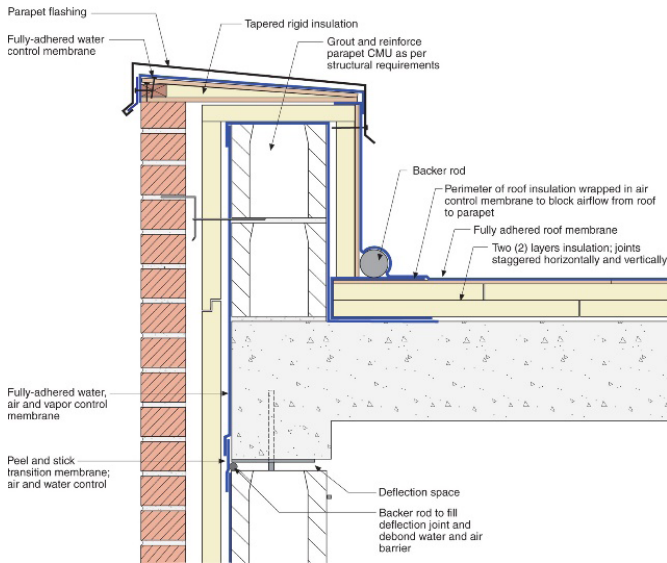 Parapet flashing
Fully-adhered water
control membrane
Tapered rigid insulation
Grout and reinforce
parapet CMU as per
structural requirements
Backer rod
Perimeter of roof insulation wrapped in air
control membrane to block airflow from roof
to parapet
Fully adhered roof membrane
Two (2) layers insulation; joints
staggered horizontally and vertically
Fully-adhered water,
air and vapor control
membrane
Peel and stick
transition membrane;
air and water control
Deflection space
Backer rod to fill
deflection joint and
debond water and air
barrier